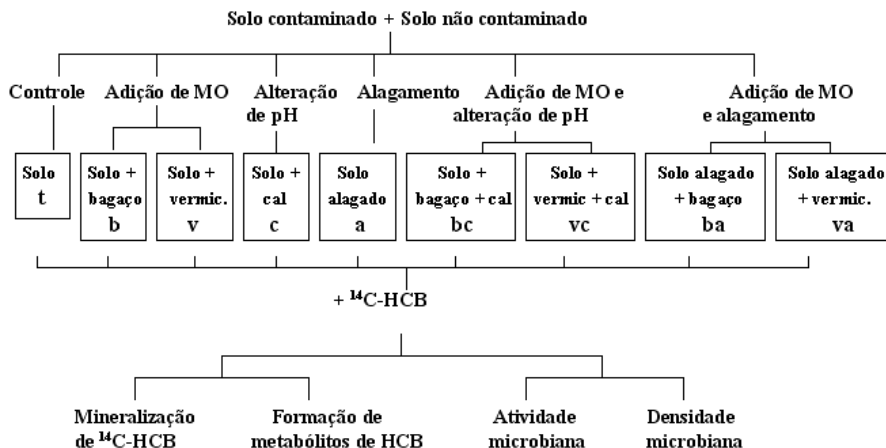 Solo contaminado + Solo não contaminado
Controle
Adição de MO
Alteração
de pH
Alagamento
Adição de MO e
alteração de pH
Adição de MO
e alagamento
Solo
t
Solo +
bagaço
b
Solo +
vermic.
v
Solo +
cal
c
Solo
alagado
a
Solo +
bagaço + cal
bc
Solo +
vermic + cal
vc
Solo alagado
+ bagaço
ba
Solo alagado
+ vermic.
va
+ ¹⁴C-HCB
Mineralização
de ¹⁴C-HCB
Formação de
metabólitos de HCB
Atividade
microbiana
Densidade
microbiana